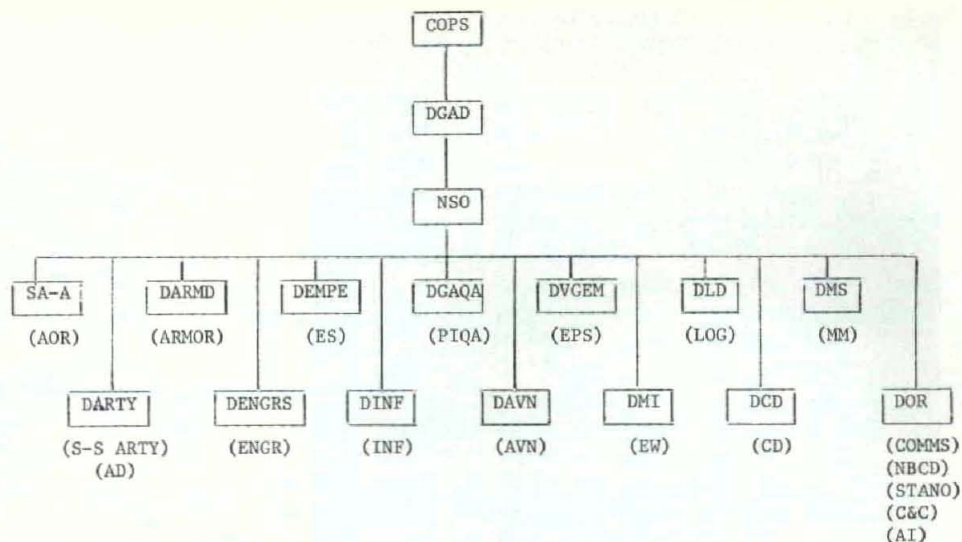 COPS
DGAD
NSO
SA-A DARMD DEMPE DGAQA DVGEM DLD DMS
(AOR) (ARMOR) (ES) (PIQA) (EPS) (LOG) (MM)
DARTY DENGRS DINF DAVN DMI DCD DOR
(S-S ARTY) (ENGR) (INF) (AVN) (EW) (CD) (COMMS)
(AD) (NBCD)
(STANO)
(C&C)
(AI)